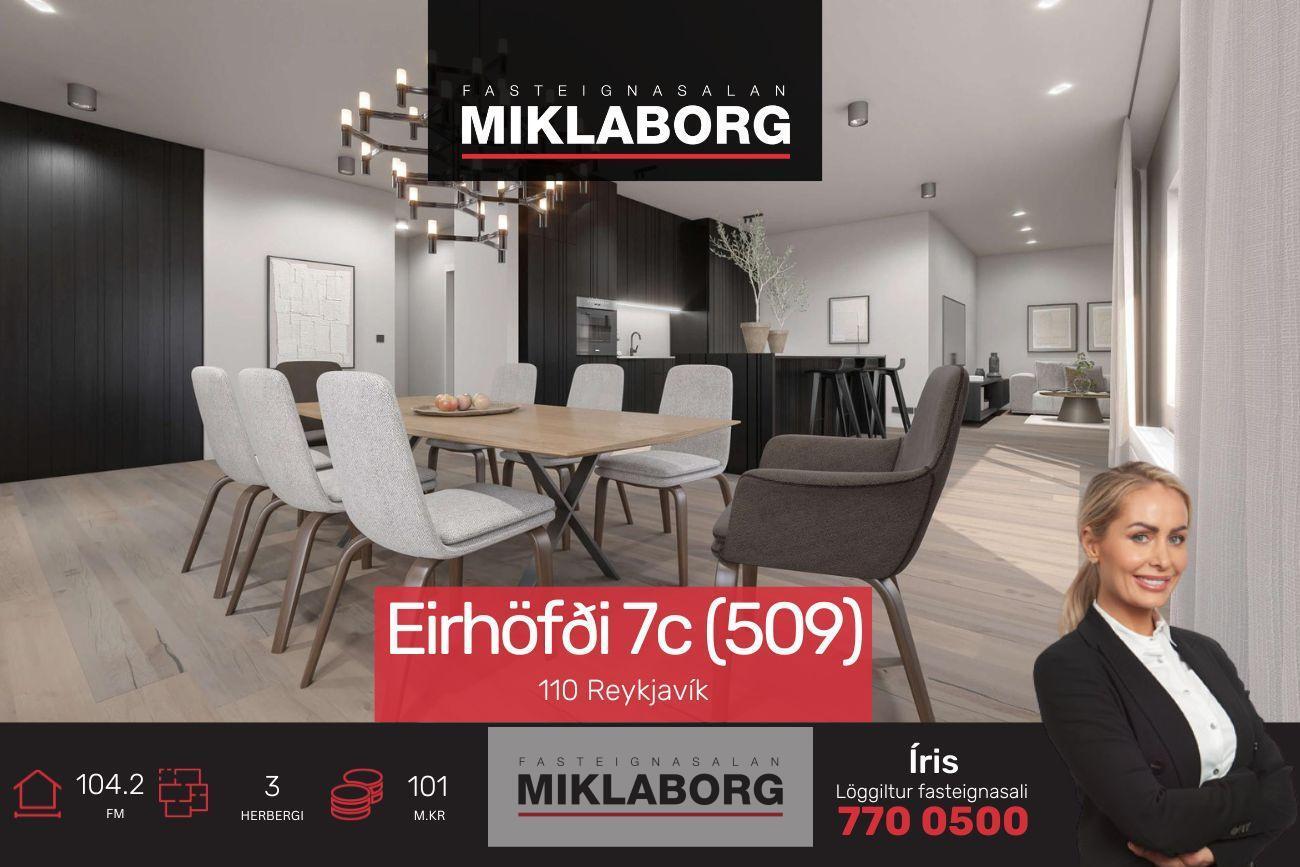 FASTEIGNASALAN
MIKLABORG
Eirhöfði 7c (509)
110 Reykjavík
104.2
FM
3
HERBERGI
101
M.KR
FASTEIGNASALAN
MIKLABORG
Íris
Löggiltur fasteignasali
770 0500